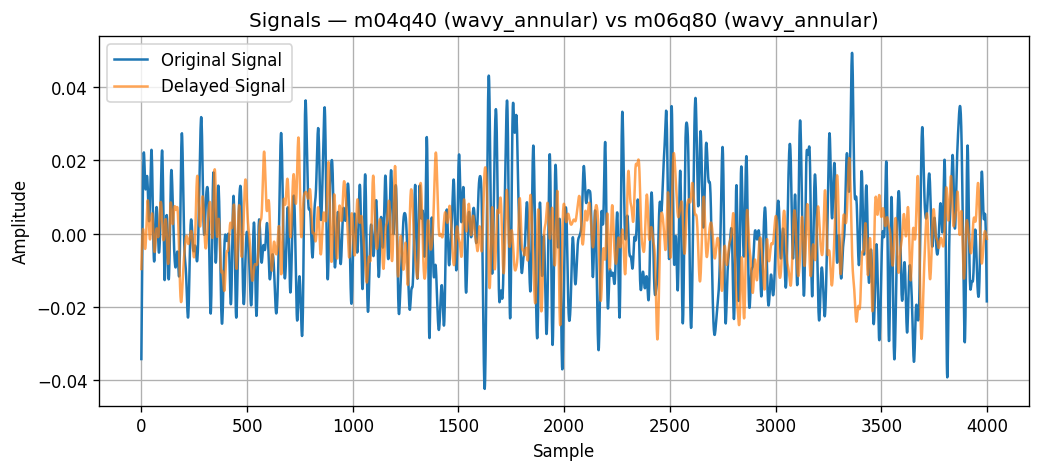 Signals — m04q40 (wavy_annular) vs m06q80 (wavy_annular)
Original Signal
Delayed Signal
Amplitude
0.04
0.02
0.00
−0.02
−0.04
0 500 1000 1500 2000 2500 3000 3500 4000
Sample